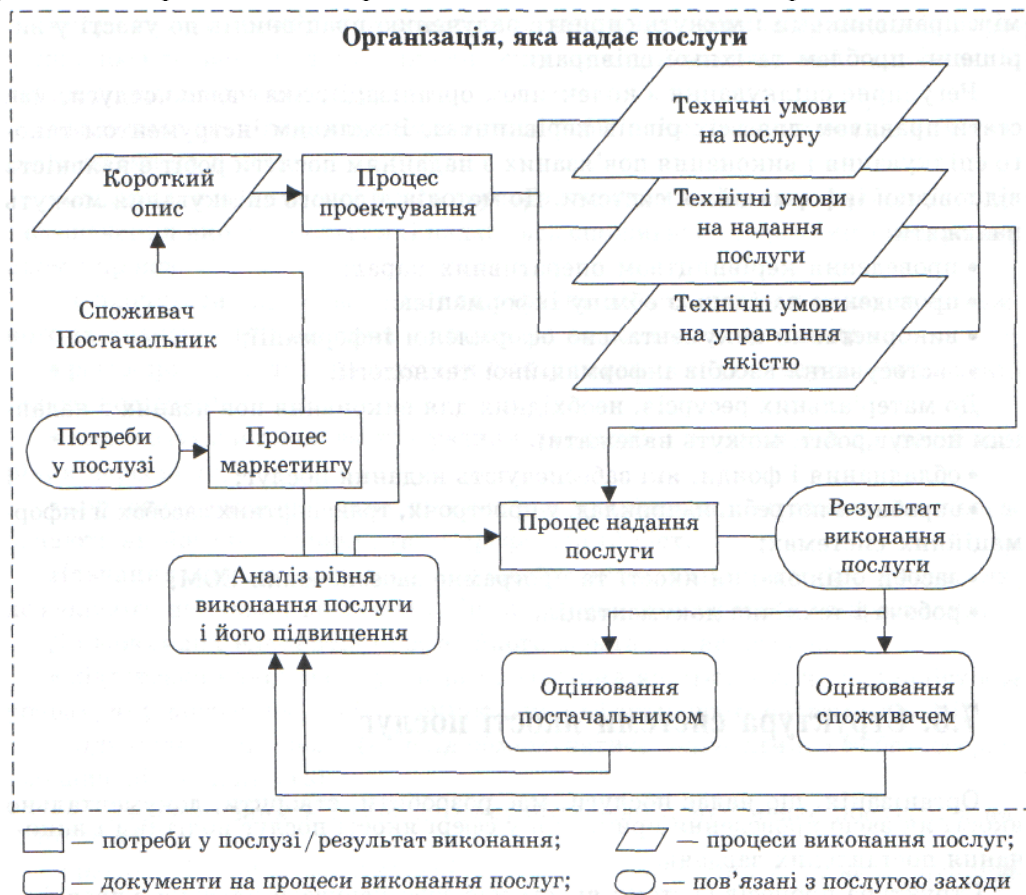 Організація, яка надає послуги
Короткий
опис
Процес
проектування
Технічні умови
на послугу
Технічні умови
на надання
послуги
Технічні умови
на управління
якістю
Споживач
Постачальник
Потреби
у послузі
Процес
маркетингу
Процес надання
послуги
Результат
виконання
послуги
Аналіз рівня
виконання послуги
і його підвищення
Оцінювання
постачальником
Оцінювання
споживачем
— потреби у послузі/результат виконання;
— процеси виконання послуг;
— документи на процеси виконання послуг;
— пов’язані з послугою заходи